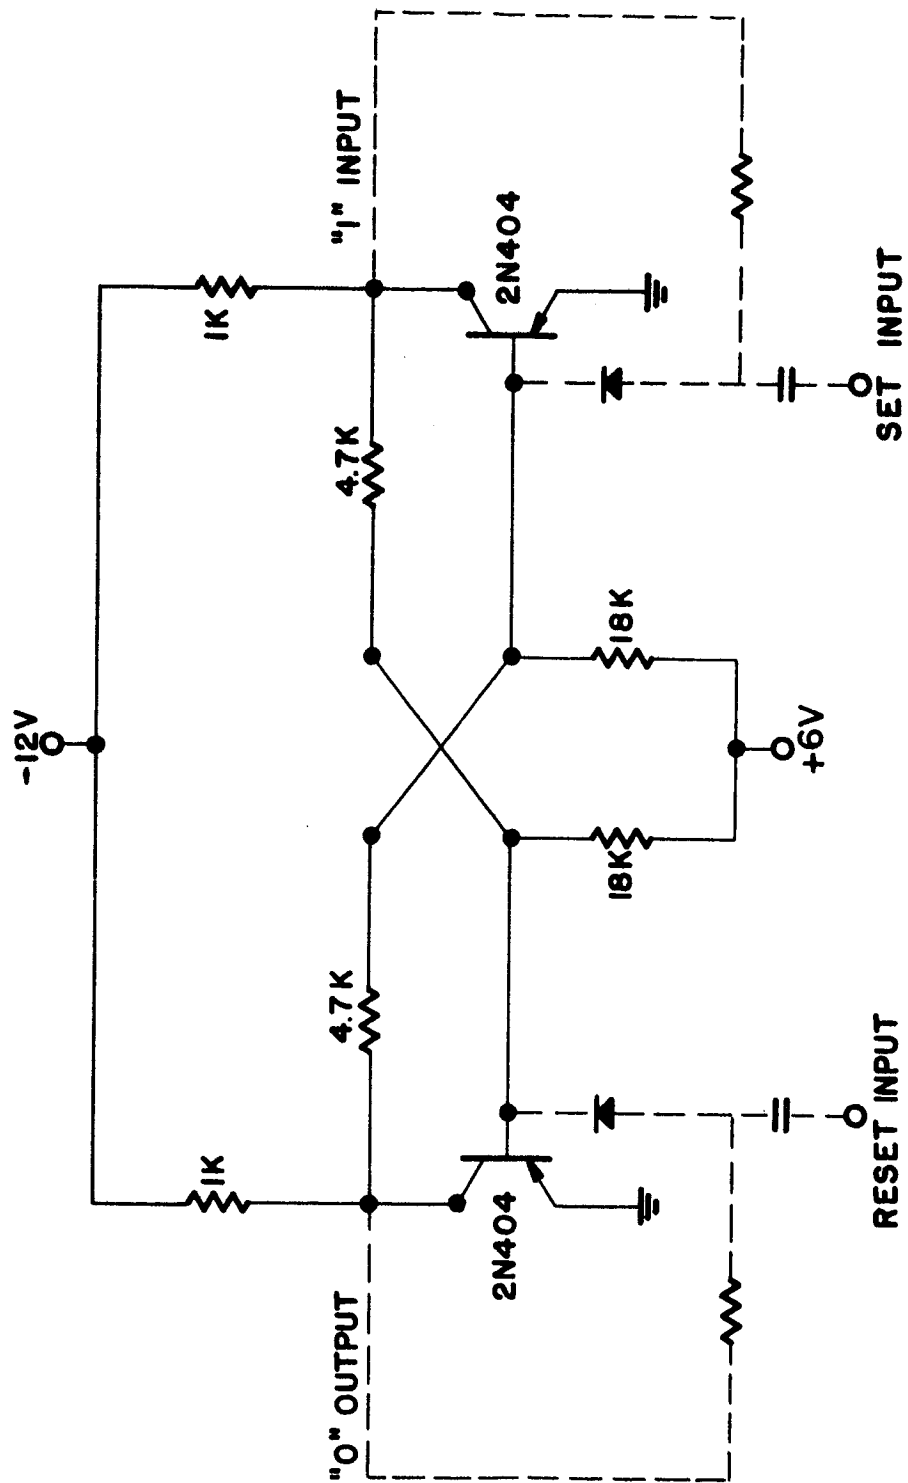 -12V
1K
1K
"0" OUTPUT
4.7K
4.7K
"1" INPUT
2N404
2N404
18K
18K
+6V
RESET INPUT
SET INPUT